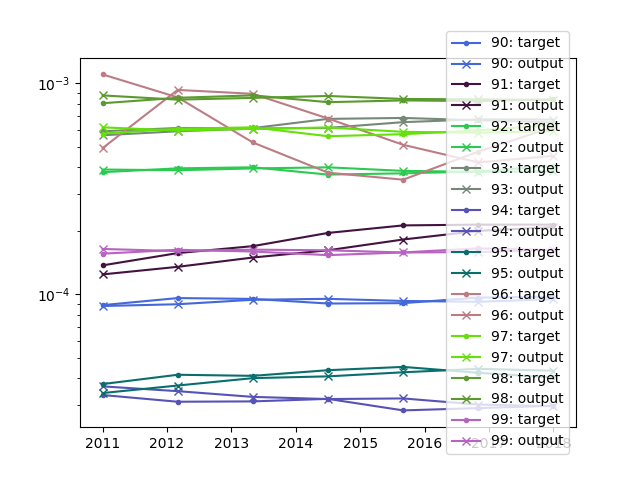 10⁻³
10⁻⁴
2011 2012 2013 2014 2015 2016 2017 2018
90: target
90: output
91: target
91: output
92: target
92: output
93: target
93: output
94: target
94: output
95: target
95: output
96: target
96: output
97: target
97: output
98: target
98: output
99: target
99: output